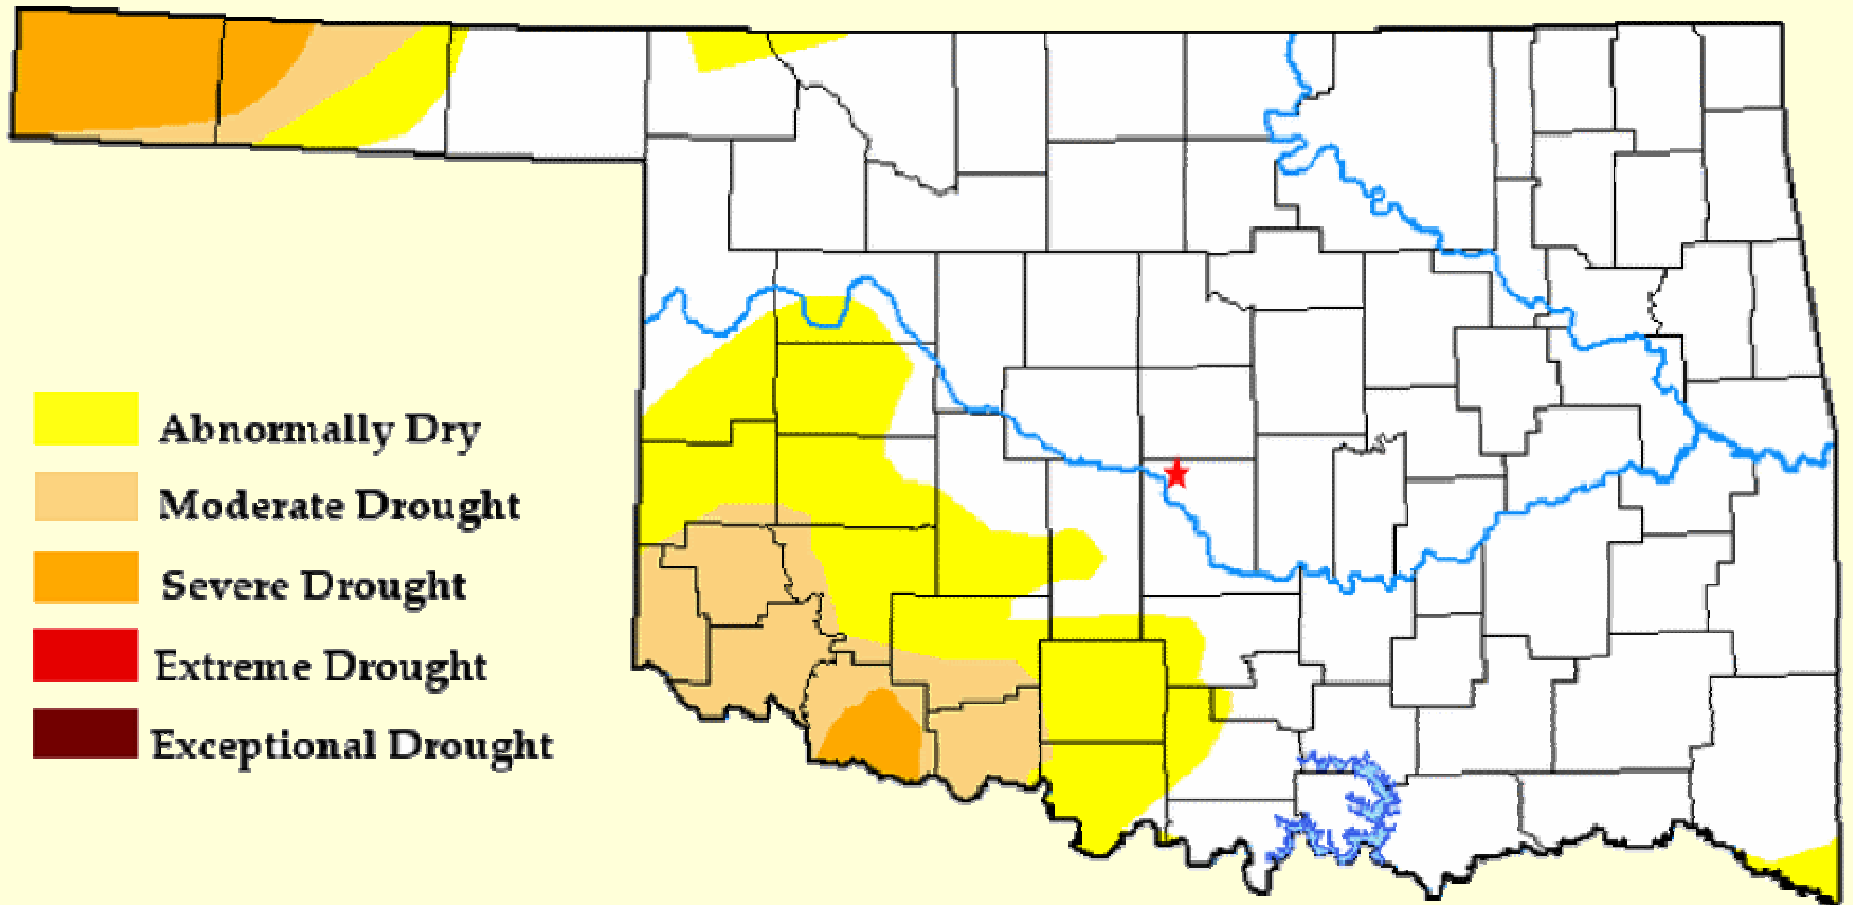 Abnormally Dry
Moderate Drought
Severe Drought
Extreme Drought
Exceptional Drought